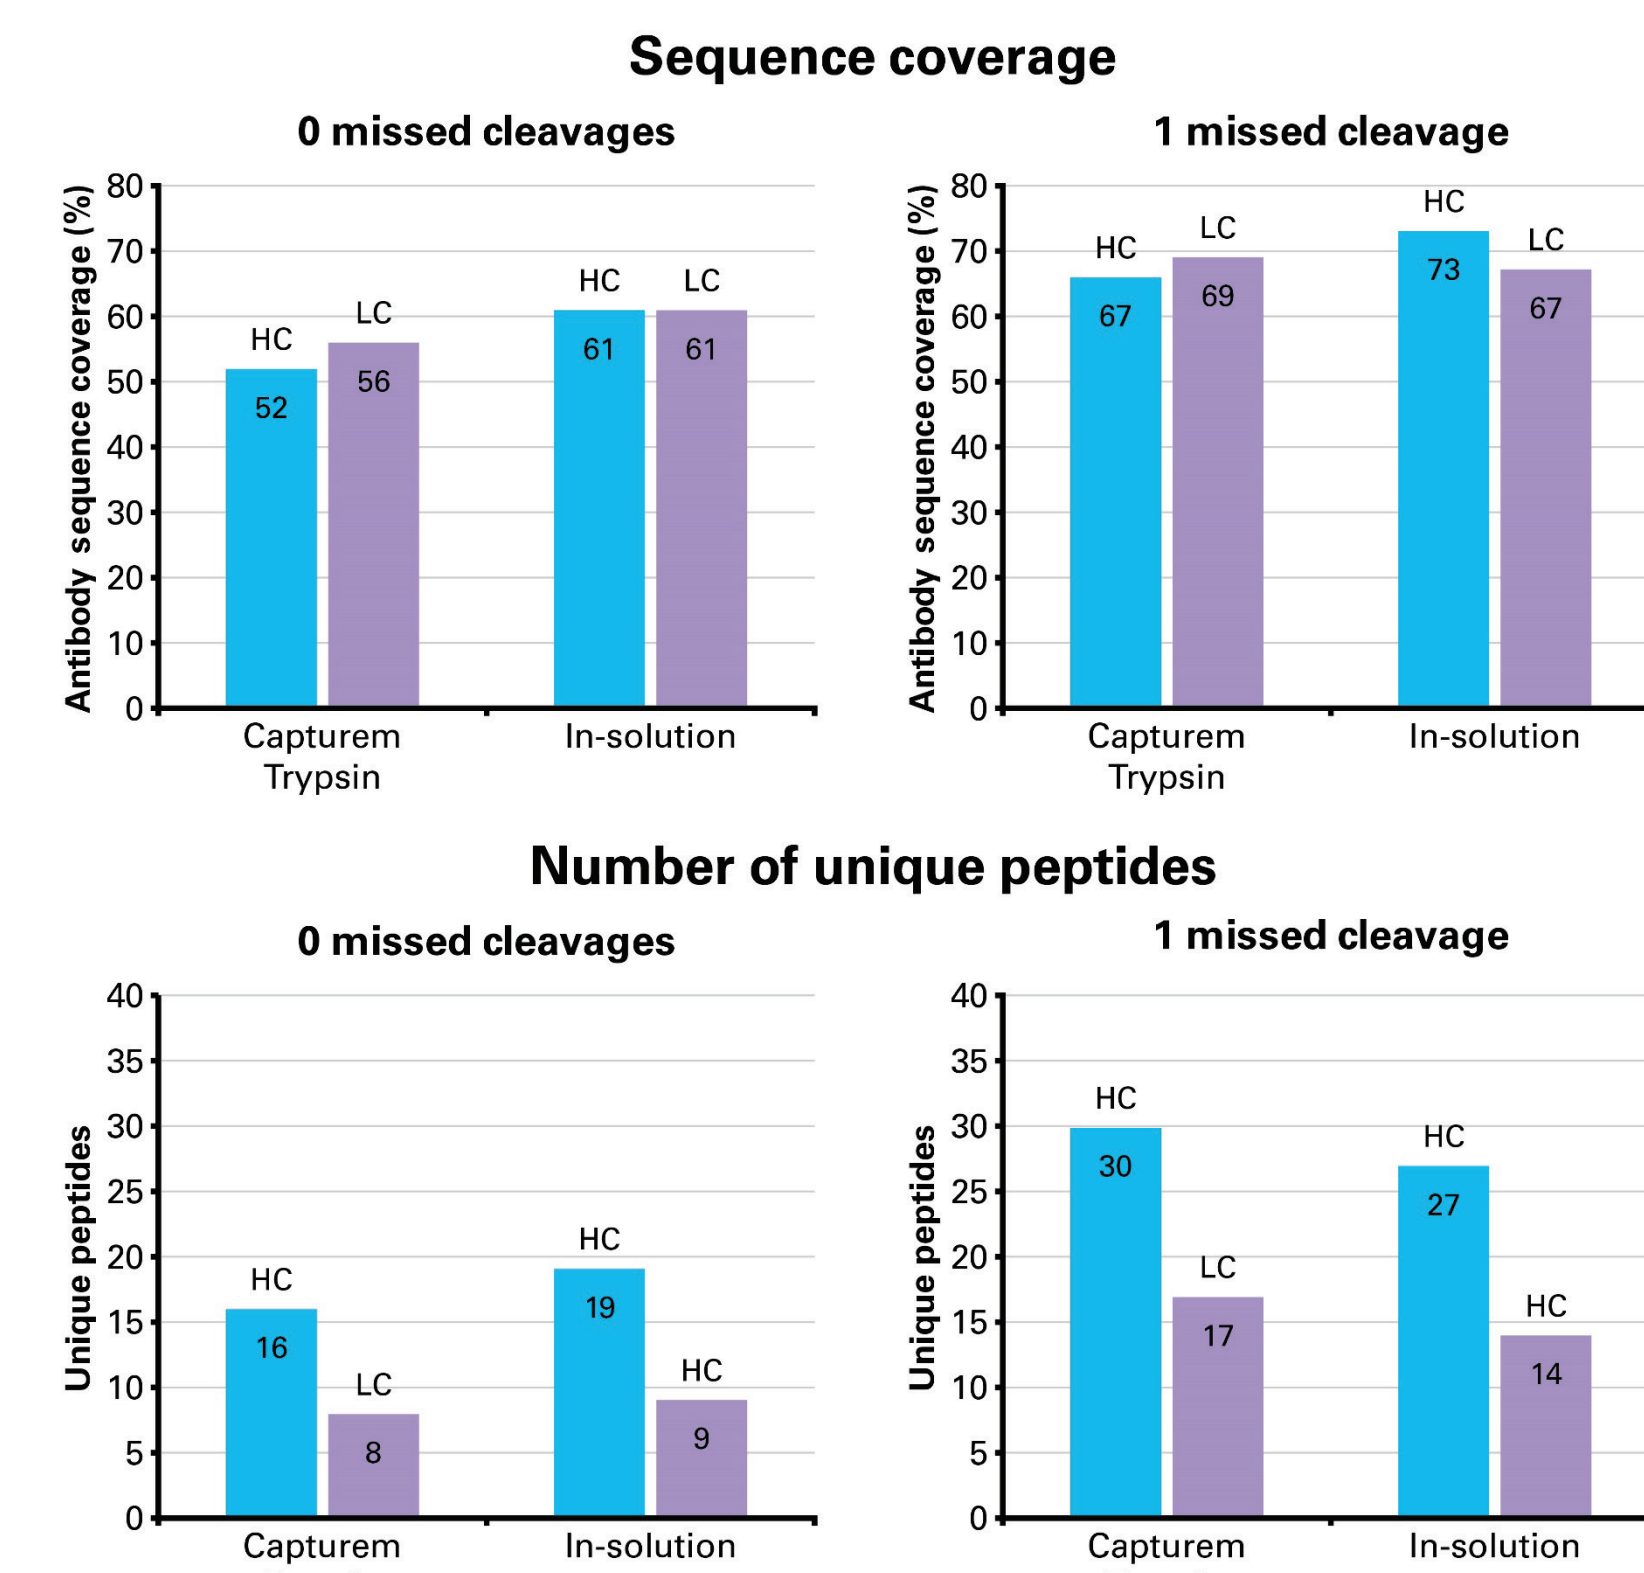 Sequence coverage
0 missed cleavages
Antibody sequence coverage (%)
80
70
60
50
40
30
20
10
0
HC
52
LC
56
HC
61
LC
61
Capturem
Trypsin
In-solution
1 missed cleavage
Antibody sequence coverage (%)
80
70
60
50
40
30
20
10
0
HC
67
LC
69
HC
73
LC
67
Capturem
Trypsin
In-solution
Number of unique peptides
0 missed cleavages
Unique peptides
40
35
30
25
20
15
10
5
0
HC
16
LC
8
HC
19
HC
9
Capturem
In-solution
1 missed cleavage
Unique peptides
40
35
30
25
20
15
10
5
0
HC
30
LC
17
HC
27
HC
14
Capturem
In-solution